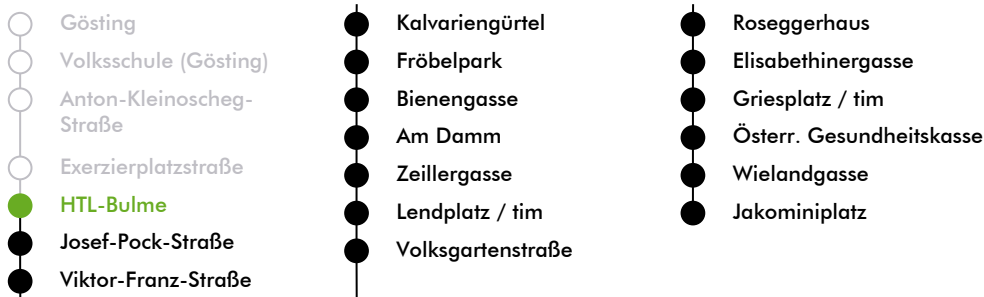 Gösting
Volksschule (Gösting)
Anton-Kleinoscheg-
Straße
Exerzierplatzstraße
HTL-Bulme
Josef-Pock-Straße
Viktor-Franz-Straße
Kalvariengürtel
Fröbelpark
Bienengasse
Am Damm
Zeillergasse
Lendplatz / tim
Volksgartenstraße
Roseggerhaus
Elisabethinergasse
Griesplatz / tim
Österr. Gesundheitskasse
Wielandgasse
Jakominiplatz